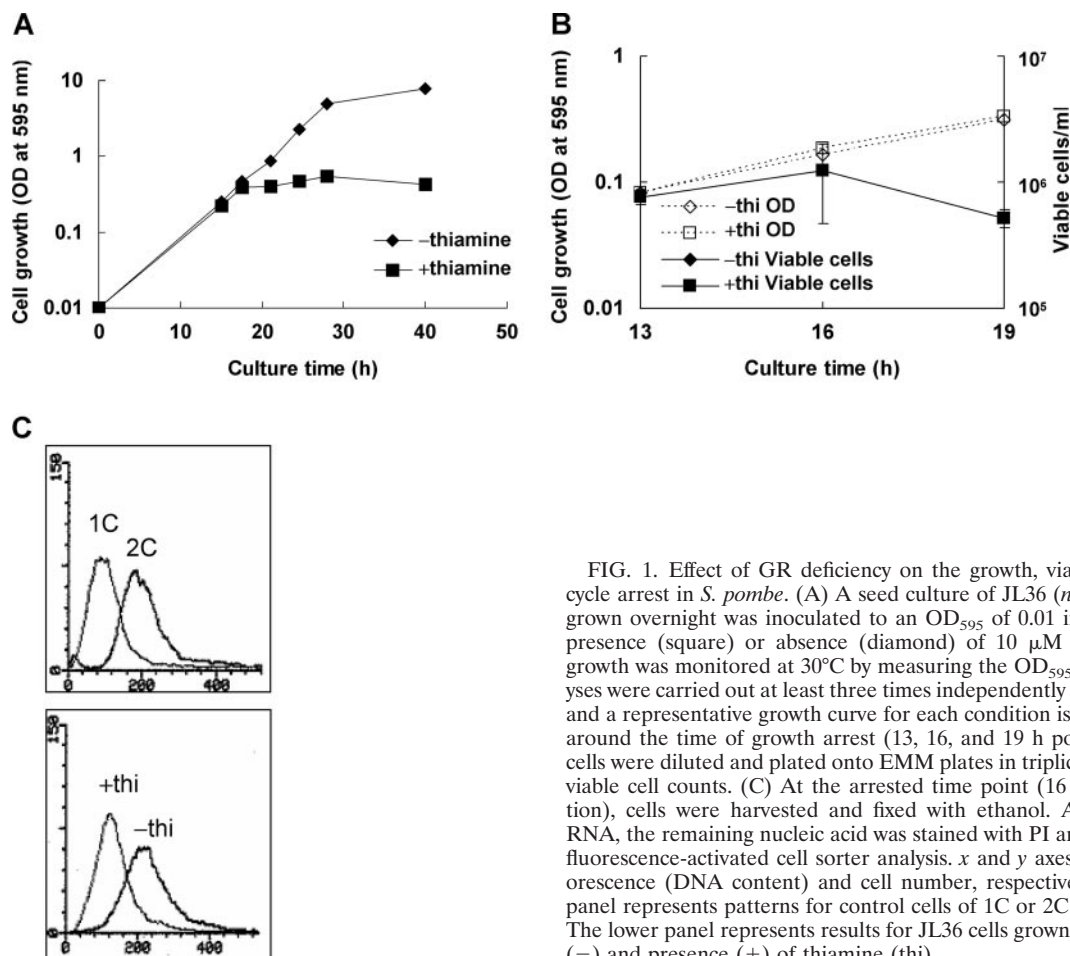 A
Cell growth (OD at 595 nm)
10
1
0.1
0.01
0
10
20
30
40
50
Culture time (h)
–thiamine
+thiamine
B
Cell growth (OD at 595 nm)
1
0.1
0.01
13
16
19
Culture time (h)
10⁷
10⁶
10⁵
Viable cells/ml
–thi OD
+thi OD
–thi Viable cells
+thi Viable cells
C
150
1C
2C
0
0
200
400
150
+thi
–thi
0
0
200
400
FIG. 1. Effect of GR deficiency on the growth, via
cycle arrest in S. pombe. (A) A seed culture of JL36 (n
grown overnight was inoculated to an OD₅₉₅ of 0.01 i
presence (square) or absence (diamond) of 10 μM
growth was monitored at 30°C by measuring the OD₅₉₅
yses were carried out at least three times independently
and a representative growth curve for each condition is
around the time of growth arrest (13, 16, and 19 h po
cells were diluted and plated onto EMM plates in triplic
viable cell counts. (C) At the arrested time point (16
tion), cells were harvested and fixed with ethanol. A
RNA, the remaining nucleic acid was stained with PI a
fluorescence-activated cell sorter analysis. x and y axes
orescence (DNA content) and cell number, respective
panel represents patterns for control cells of 1C or 2C
The lower panel represents results for JL36 cells grown
(−) and presence (+) of thiamine (thi)